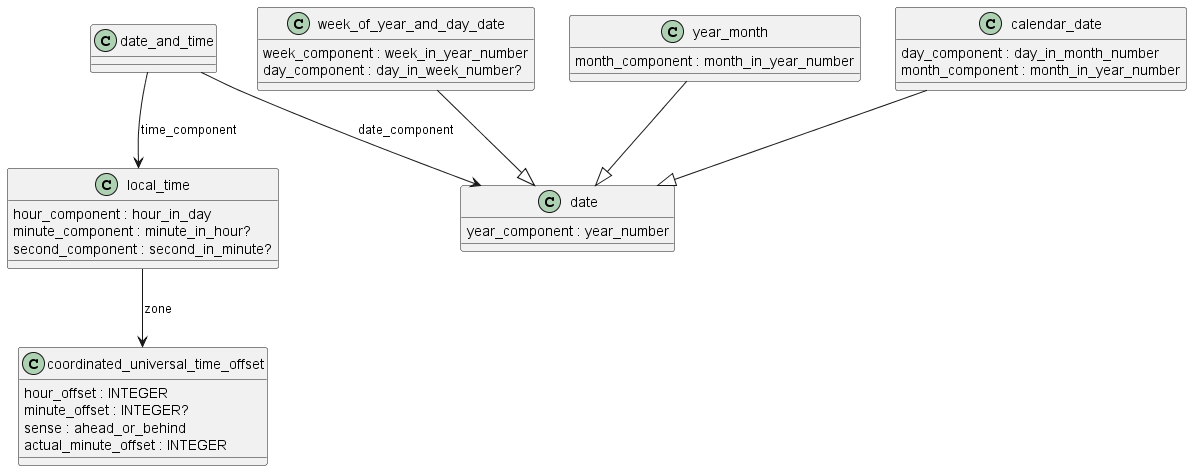 C date_and_time
C week_of_year_and_day_date
week_component : week_in_year_number
day_component : day_in_week_number?
C year_month
month_component : month_in_year_number
C calendar_date
day_component : day_in_month_number
month_component : month_in_year_number
time_component
date_component
C local_time
hour_component : hour_in_day
minute_component : minute_in_hour?
second_component : second_in_minute?
C date
year_component : year_number
zone
C coordinated_universal_time_offset
hour_offset : INTEGER
minute_offset : INTEGER?
sense : ahead_or_behind
actual_minute_offset : INTEGER